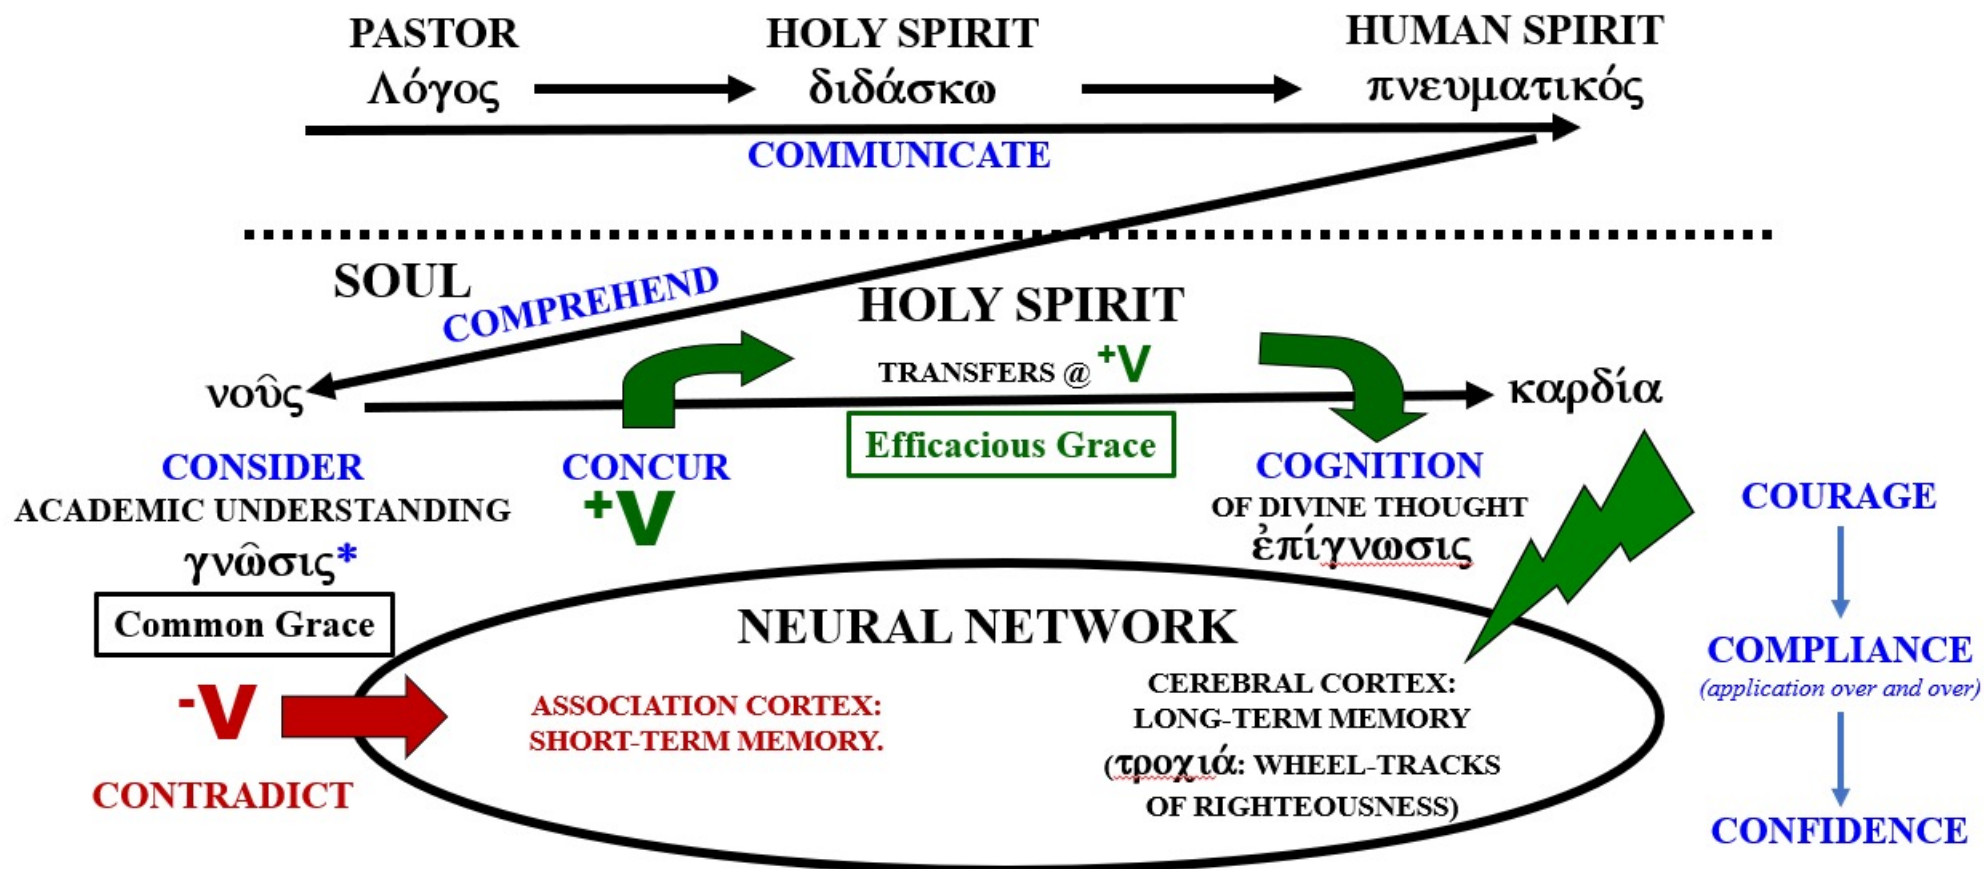 PASTOR
Λόγος
HOLY SPIRIT
διδάσκω
HUMAN SPIRIT
πνευματικός
COMMUNICATE
SOUL
COMPREHEND
HOLY SPIRIT
TRANSFERS @ +V
νοῦς
καρδία
Efficacious Grace
CONSIDER
ACADEMIC UNDERSTANDING
γνῶσις*
Common Grace
CONCUR
+V
COGNITION
OF DIVINE THOUGHT
ἐπίγνωσις
COURAGE
COMPLIANCE
(application over and over)
CONFIDENCE
NEURAL NETWORK
-V
CONTRADICT
ASSOCIATION CORTEX:
SHORT-TERM MEMORY.
CEREBRAL CORTEX:
LONG-TERM MEMORY
(τροχιά: WHEEL-TRACKS
OF RIGHTEOUSNESS)